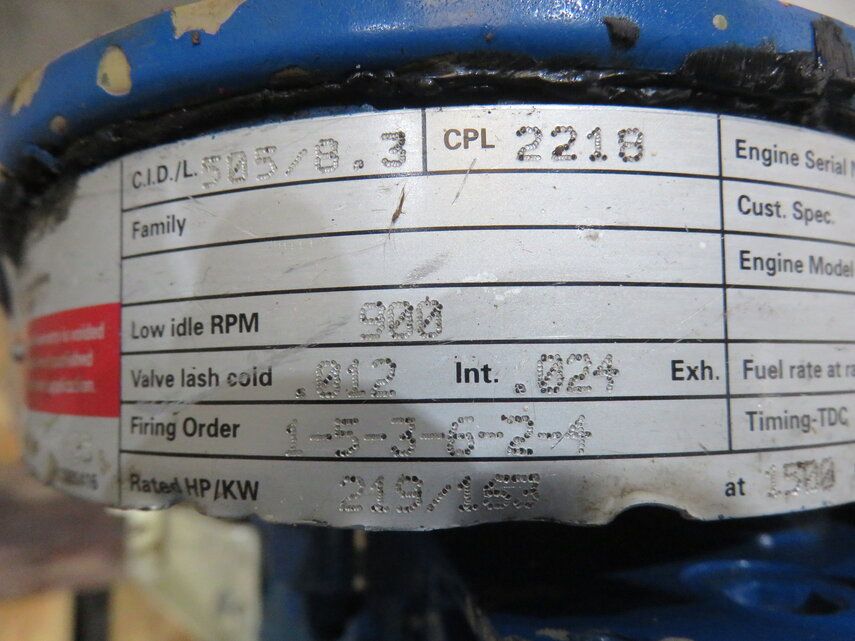 C.I.D./L. 505/8.3 CPL 2218 Engine Serial
Family Cust. Spec.
Engine Model
Low idle RPM 900
Valve lash cold .012 Int. .024 Exh. Fuel rate at
Firing Order 1-5-3-6-2-4 Timing-TDC
Rated HP/KW 219/163 at 1500